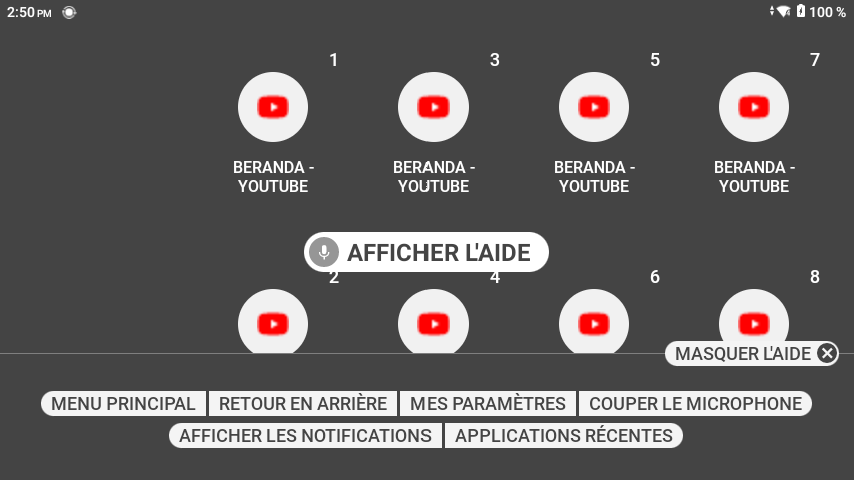 2:50 PM
100 %
1
3
5
7
BERANDA -
YOUTUBE
BERANDA -
YOUTUBE
BERANDA -
YOUTUBE
BERANDA -
YOUTUBE
AFFICHER L'AIDE
2
4
6
8
MASQUER L'AIDE
MENU PRINCIPAL
RETOUR EN ARRIÈRE
MES PARAMÈTRES
COUPER LE MICROPHONE
AFFICHER LES NOTIFICATIONS
APPLICATIONS RÉCENTES